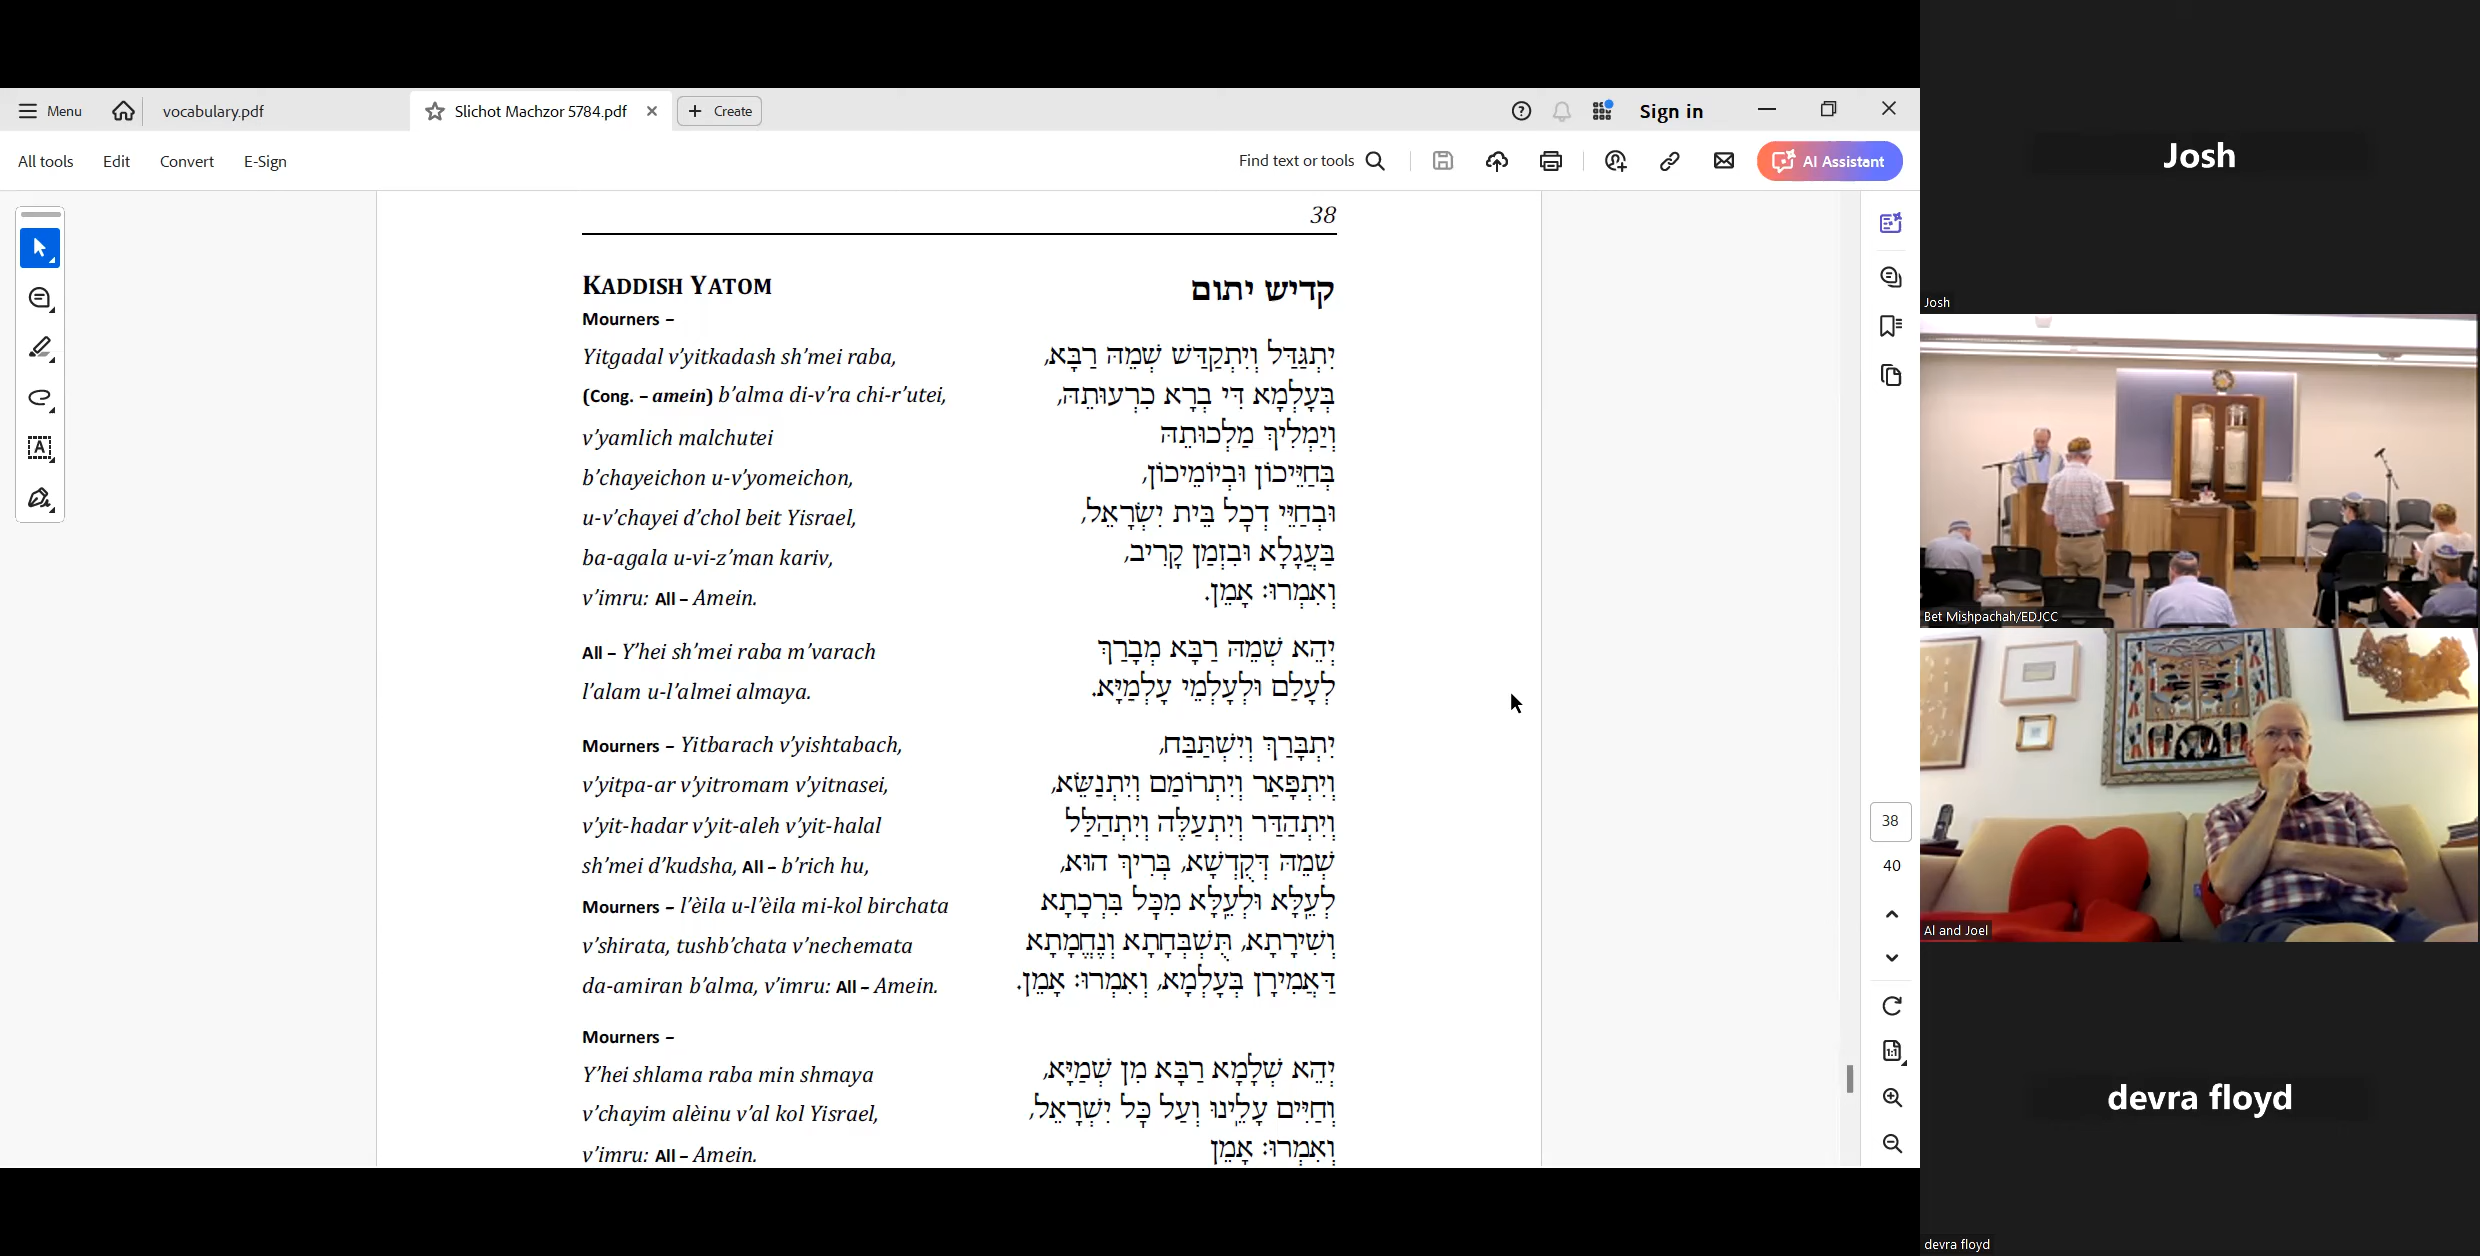 Menu
vocabulary.pdf
Slichot Machzor 5784.pdf
Create
Sign in
All tools
Edit
Convert
E-Sign
Find text or tools
AI Assistant
38
KADDISH YATOM
קדיש יתום
Mourners –
Yitgadal v’yitkadash sh’mei raba,
יִתְגַּדַּל וְיִתְקַדַּשׁ שְׁמֵהּ רַבָּא,
(Cong. – amein) b’alma di-v’ra chi-r’utei,
בְּעָלְמָא דִּי בְרָא כִרְעוּתֵהּ,
v’yamlich malchutei
וְיַמְלִיךְ מַלְכוּתֵהּ
b’chayeichon u-v’yomeichon,
בְּחַיֵּיכוֹן וּבְיוֹמֵיכוֹן,
u-v’chayei d’chol beit Yisrael,
וּבְחַיֵּי דְכָל בֵּית יִשְׂרָאֵל,
ba-agala u-vi-z’man kariv,
בַּעֲגָלָא וּבִזְמַן קָרִיב,
v’imru: All – Amein.
וְאִמְרוּ: אָמֵן.
All – Y’hei sh’mei raba m’varach
יְהֵא שְׁמֵהּ רַבָּא מְבָרַךְ
l’alam u-l’almei almaya.
לְעָלַם וּלְעָלְמֵי עָלְמַיָּא.
Mourners – Yitbarach v’yishtabach,
יִתְבָּרַךְ וְיִשְׁתַּבַּח,
v’yitpa-ar v’yitromam v’yitnasei,
וְיִתְפָּאַר וְיִתְרוֹמַם וְיִתְנַשֵּׂא,
v’yit-hadar v’yit-aleh v’yit-halal
וְיִתְהַדַּר וְיִתְעַלֶּה וְיִתְהַלַּל
sh’mei d’kudsha, All – b’rich hu,
שְׁמֵהּ דְּקֻדְשָׁא, בְּרִיךְ הוּא,
Mourners – l’èila u-l’èila mi-kol birchata
לְעֵלָּא וּלְעֵלָּא מִכָּל בִּרְכָתָא
v’shirata, tushb’chata v’nechemata
וְשִׁירָתָא, תֻּשְׁבְּחָתָא וְנֶחֱמָתָא
da-amiran b’alma, v’imru: All – Amein.
דַּאֲמִירָן בְּעָלְמָא, וְאִמְרוּ: אָמֵן.
Mourners –
Y’hei shlama raba min shmaya
יְהֵא שְׁלָמָא רַבָּא מִן שְׁמַיָּא,
v’chayim alèinu v’al kol Yisrael,
וְחַיִּים עָלֵינוּ וְעַל כָּל יִשְׂרָאֵל,
v’imru: All – Amein.
וְאִמְרוּ: אָמֵן
38
40
Josh
Josh
Bet Mishpachah/EDJCC
Al and Joel
devra floyd
devra floyd